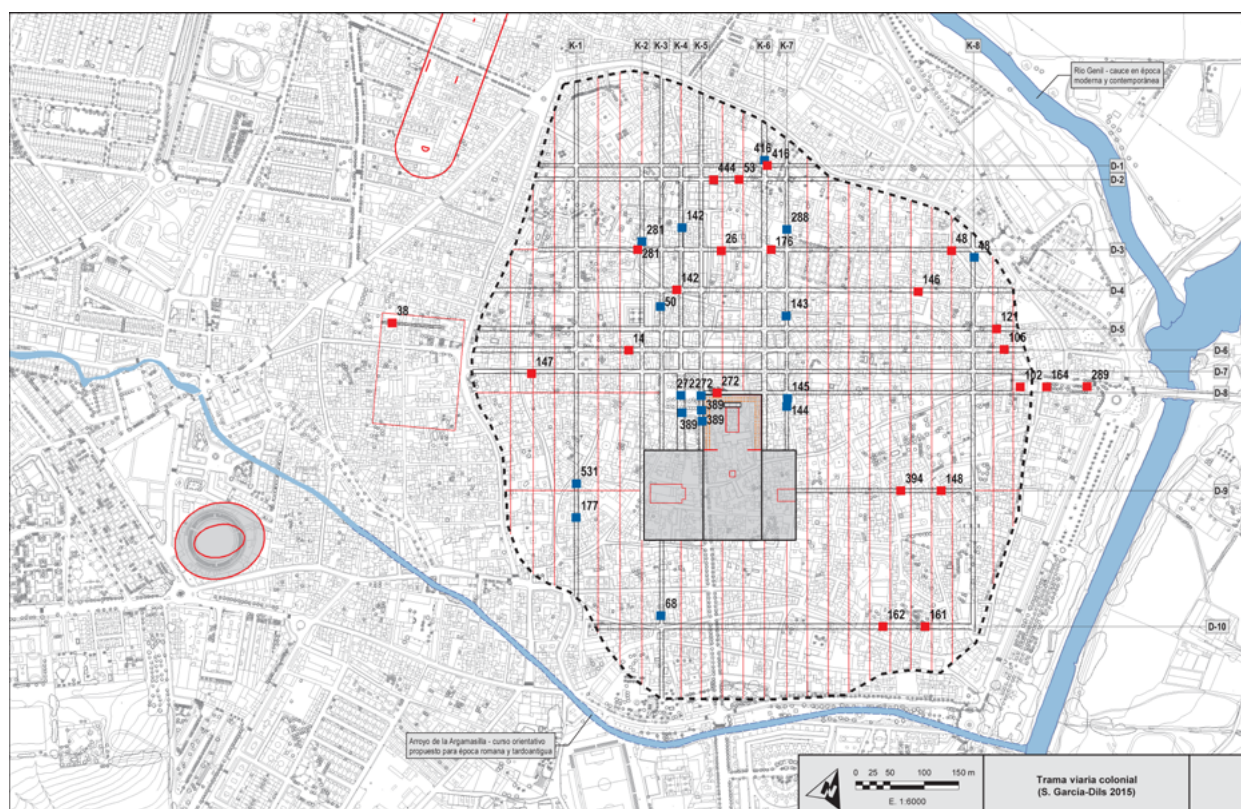 K-1 K-2 K-3 K-4 K-5 K-6 K-7 K-8
Río Genil - cauce en época
moderna y contemporánea
416
416
D-1
444 53
D-2
142 288
281
26 176 48 48
D-3
281
142 146
D-4
50 143
38
121
D-5
14 106
D-6
147
D-7
102 164 289
272 272 272 145
D-8
389
389 389 144
531
394 148
D-9
177
68
162 161
D-10
Arroyo de la Argamasilla - curso orientativo
propuesto para época romana y tardoantigua
N
0 25 50 100 150 m
E. 1:6000
Trama viaria colonial
(S. García-Dils 2015)